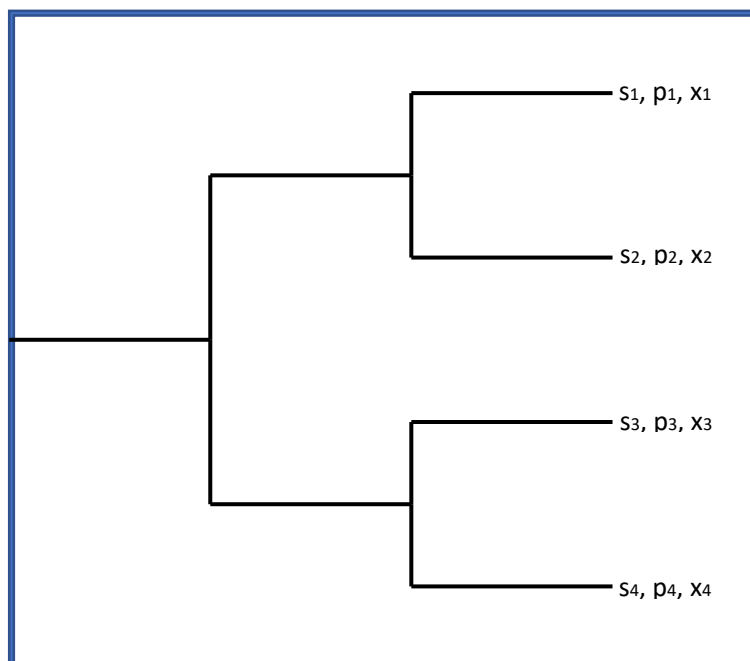 s1, p1, x1
s2, p2, x2
s3, p3, x3
s4, p4, x4